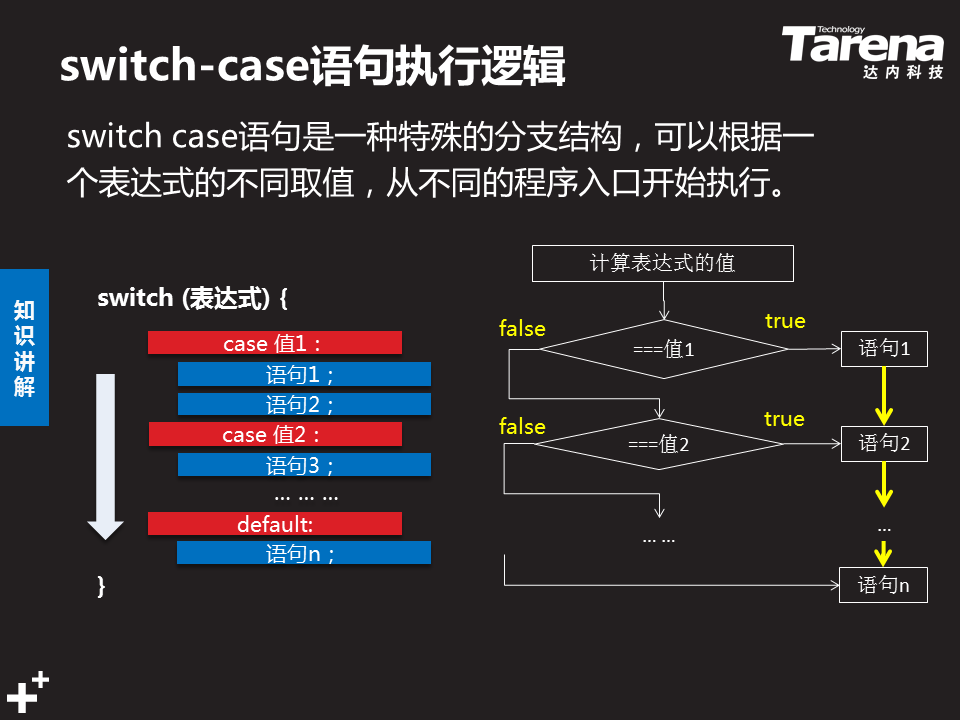 switch-case语句执行逻辑
Technology
Tarena
达内科技
switch case语句是一种特殊的分支结构，可以根据一
个表达式的不同取值，从不同的程序入口开始执行。
知
识
讲
解
switch (表达式) {
case 值1：
语句1；
语句2；
case 值2：
语句3；
... ... ...
default:
语句n；
}
计算表达式的值
false
true
===值1
语句1
false
true
===值2
语句2
... ...
...
语句n